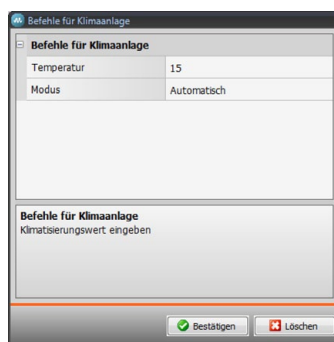 Befehle für Klimaanlage
Befehle für Klimaanlage
Temperatur 15
Modus Automatisch
Befehle für Klimaanlage
Klimatisierungswert eingeben
Bestätigen Löschen